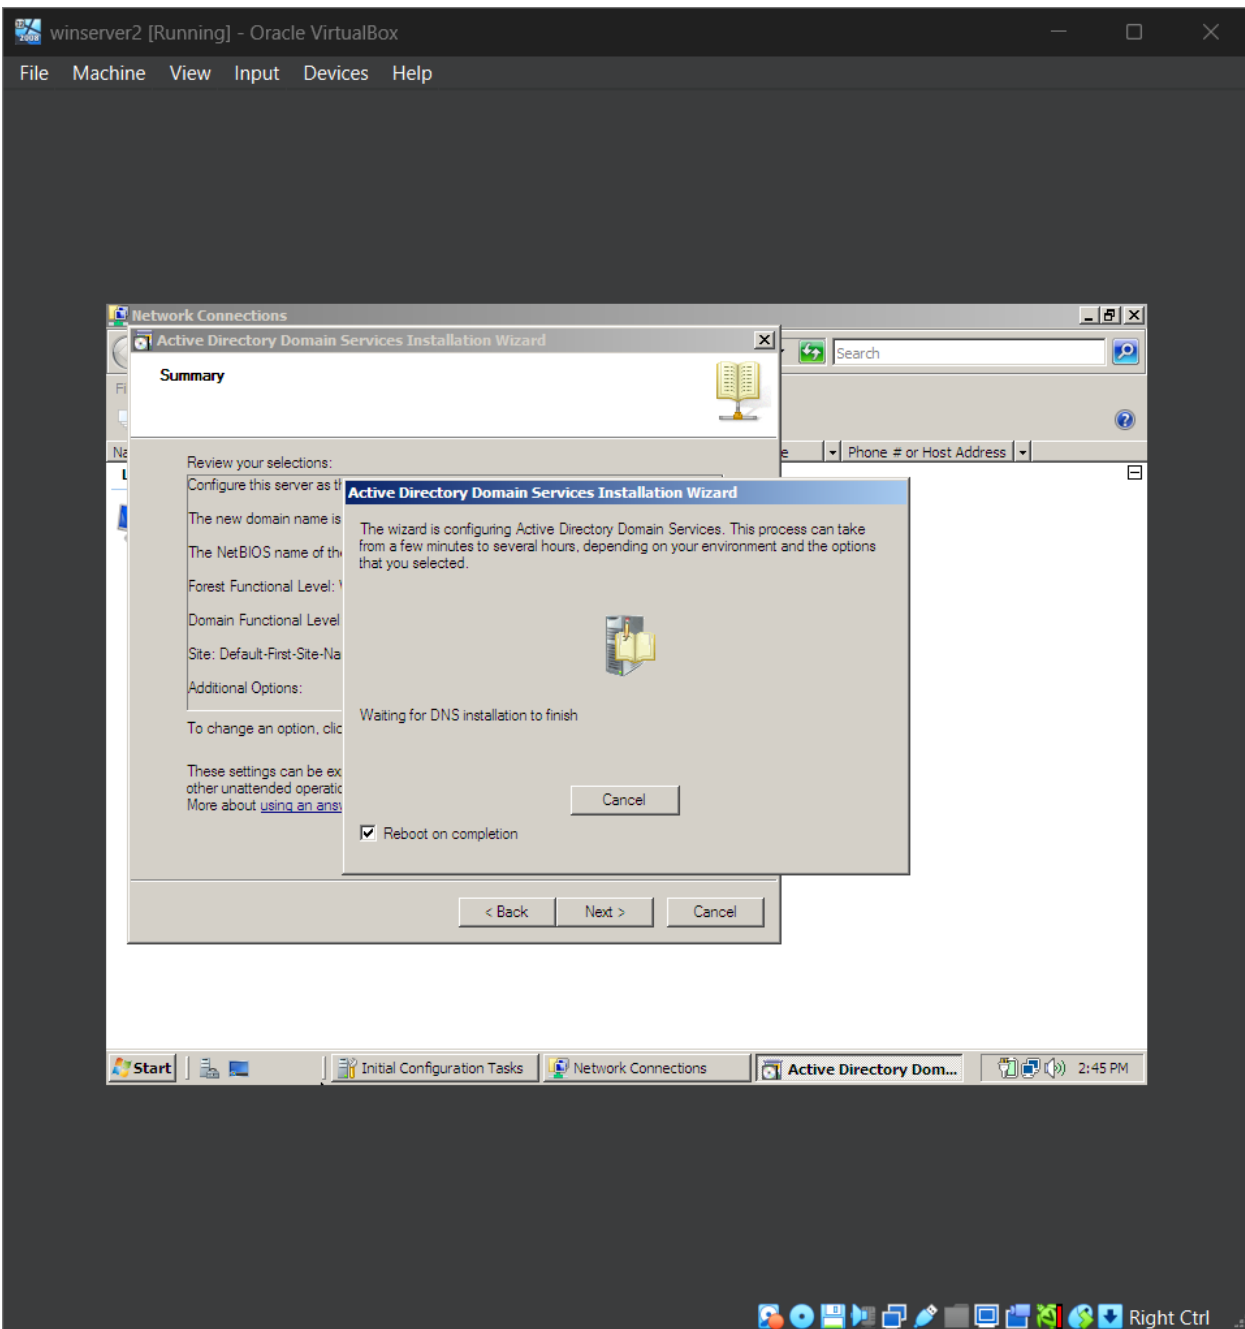 winserver2 [Running] - Oracle VirtualBox
File Machine View Input Devices Help
Network Connections
Active Directory Domain Services Installation Wizard
Search
Summary
Phone # or Host Address
Review your selections:
Configure this server as
The new domain name is
The NetBIOS name of
Forest Functional Level:
Domain Functional Level
Site: Default-First-Site-Na
Additional Options:
To change an option,
These settings can be
other unattended
More about using an
Active Directory Domain Services Installation Wizard
The wizard is configuring Active Directory Domain Services. This process can take
from a few minutes to several hours, depending on your environment and the options
that you selected.
Waiting for DNS installation to finish
Cancel
Reboot on completion
< Back Next > Cancel
Start Initial Configuration Tasks Network Connections Active Directory Dom... 2:45 PM
Right Ctrl